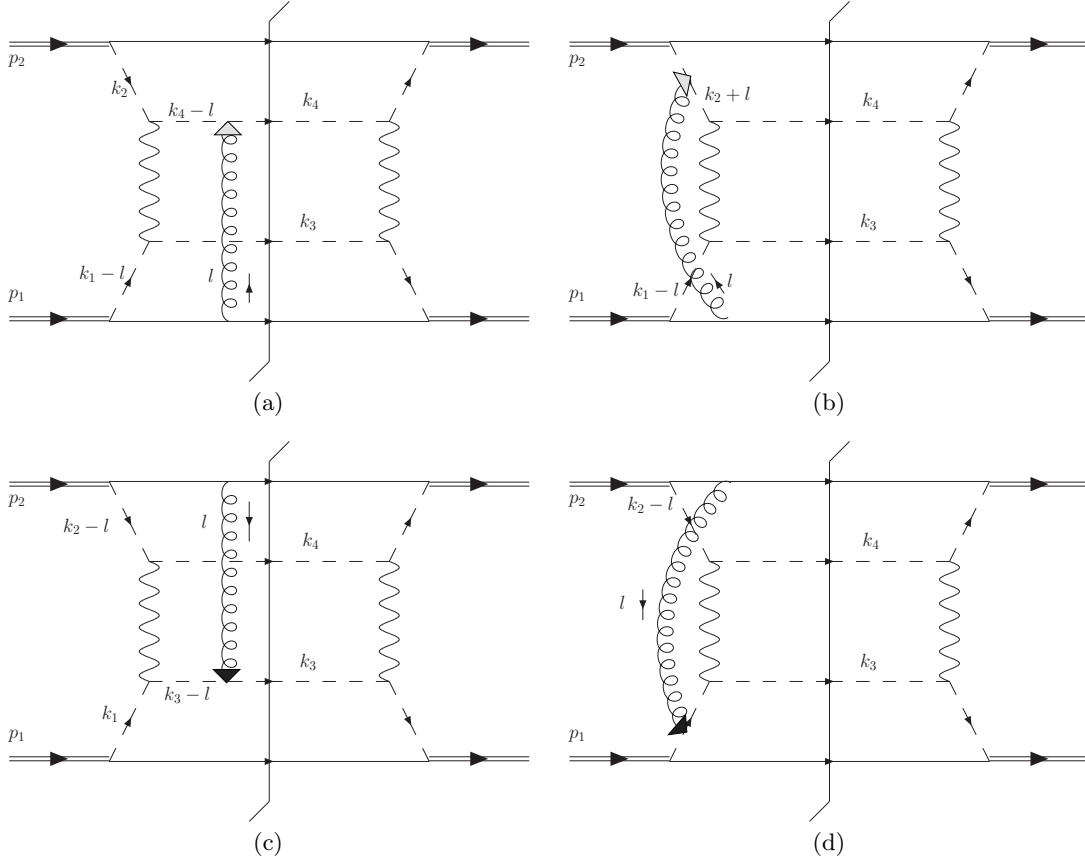 p₂
k₂
k₄ − l
k₄
l
k₃
k₁ − l
p₁
(a)
p₂
k₂ + l
k₄
k₃
k₁ − l
l
p₁
(b)
p₂
k₂ − l
l
k₄
k₃
k₃ − l
k₁
p₁
(c)
p₂
k₂ − l
k₄
l
k₃
p₁
(d)